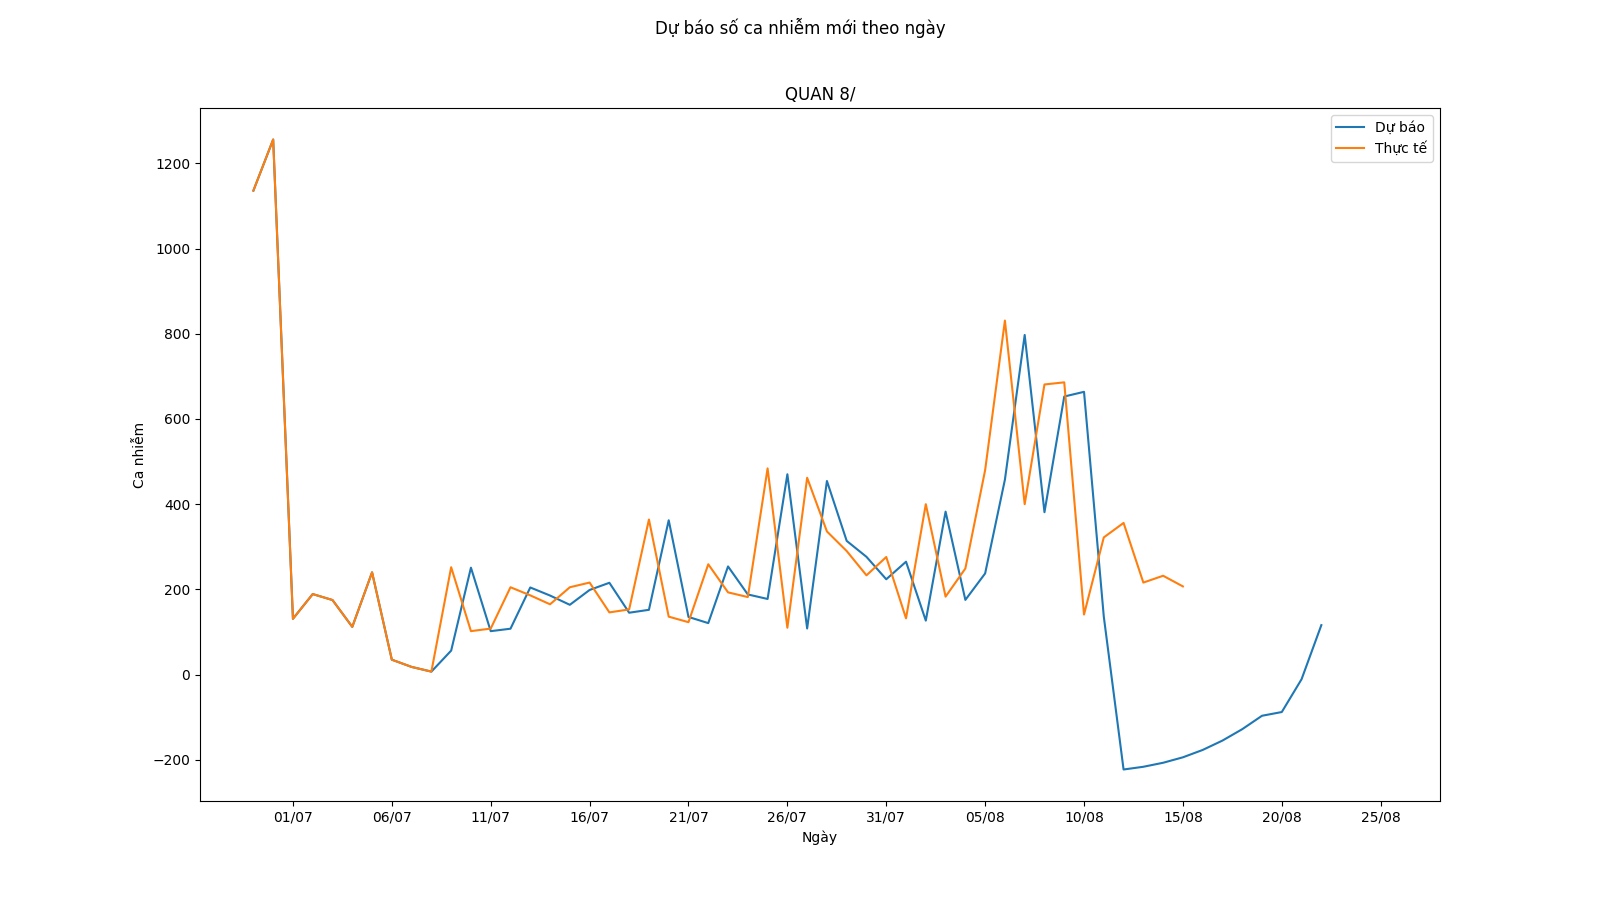 Dự báo số ca nhiễm mới theo ngày
QUAN 8/
Dự báo
Thực tế
1200
1000
800
600
400
200
0
−200
Ca nhiễm
01/07 06/07 11/07 16/07 21/07 26/07 31/07 05/08 10/08 15/08 20/08 25/08
Ngày